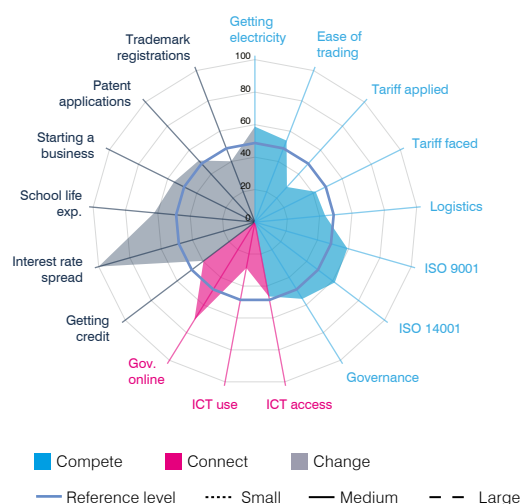 Getting
electricity
Ease of
trading
Trademark
registrations
Tariff applied
Patent
applications
Tariff faced
Starting a
business
School life
exp.
Logistics
Interest rate
spread
ISO 9001
Getting
credit
ISO 14001
Gov.
online
Governance
ICT use
ICT access
100
80
60
40
20
0
Compete
Connect
Change
Reference level
Small
Medium
Large